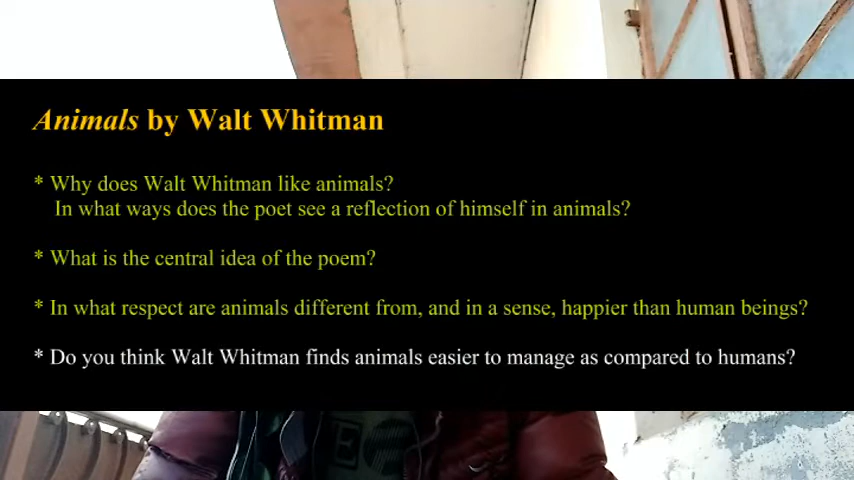 Animals by Walt Whitman
* Why does Walt Whitman like animals?
In what ways does the poet see a reflection of himself in animals?
* What is the central idea of the poem?
* In what respect are animals different from, and in a sense, happier than human beings?
* Do you think Walt Whitman finds animals easier to manage as compared to humans?